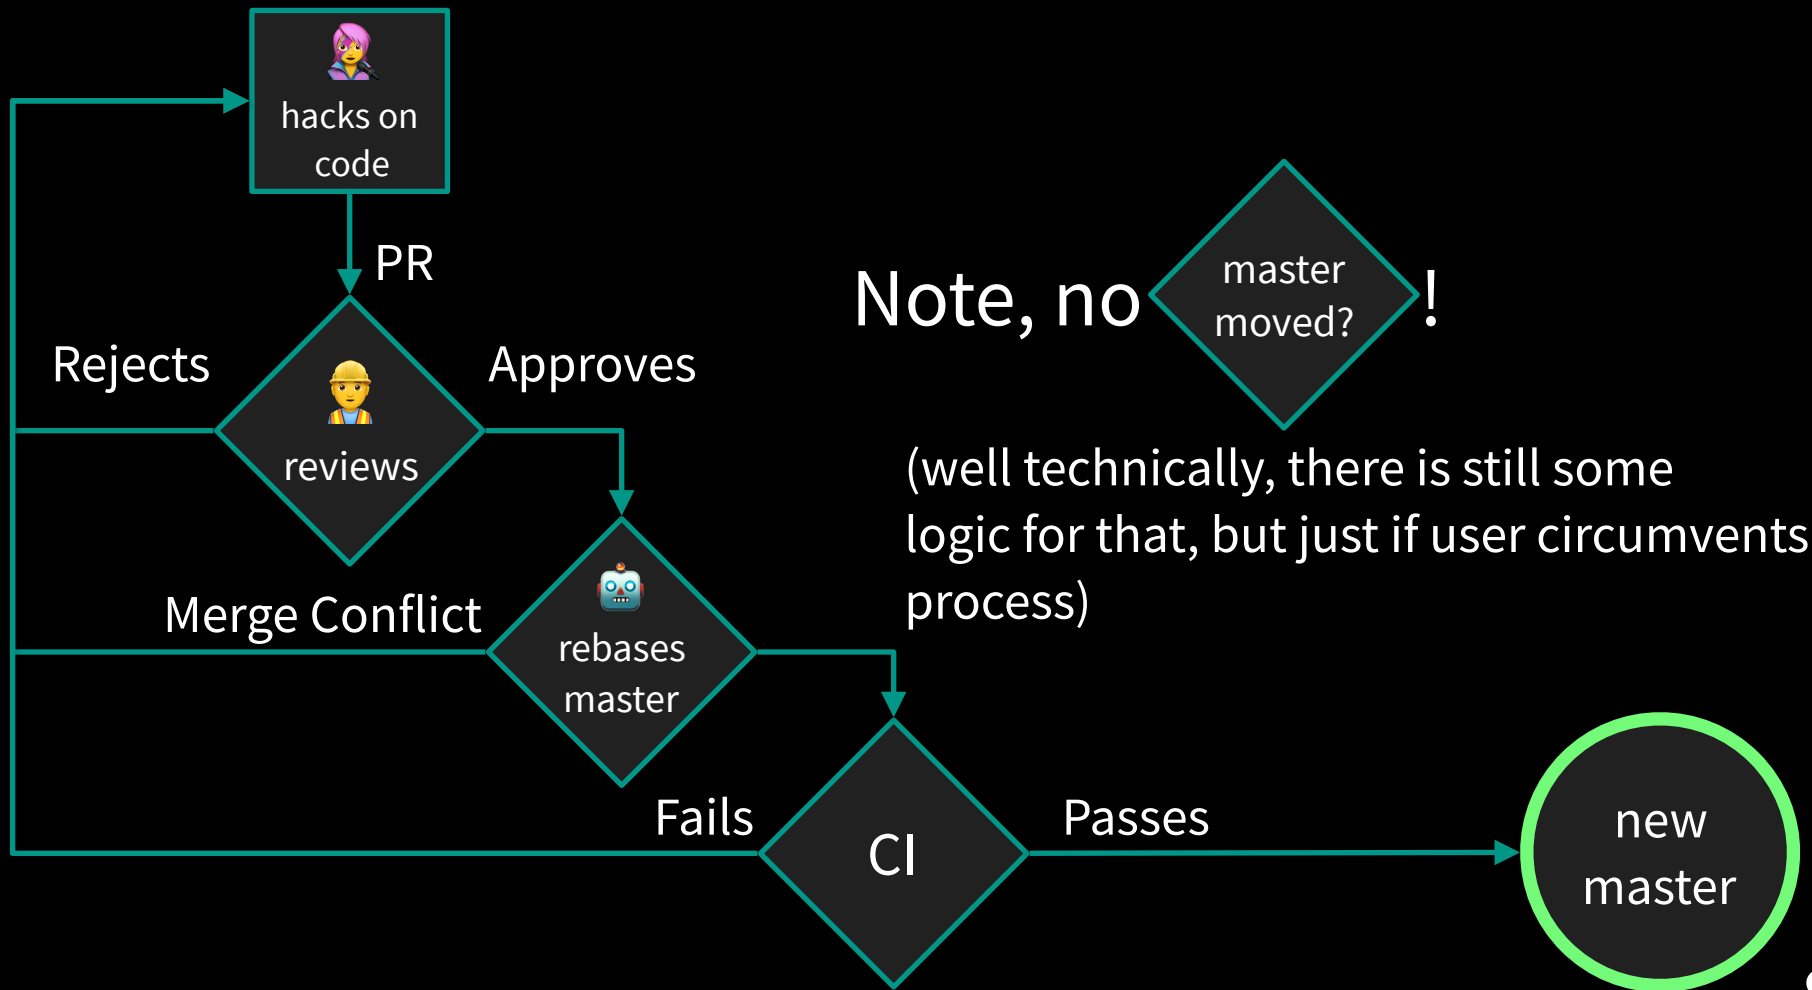 hacks on
code
PR
Rejects
Approves
reviews
Merge Conflict
rebases
master
Fails
CI
Passes
new
master
Note, no
master
moved?
!
(well technically, there is still some
logic for that, but just if user circumvents
process)